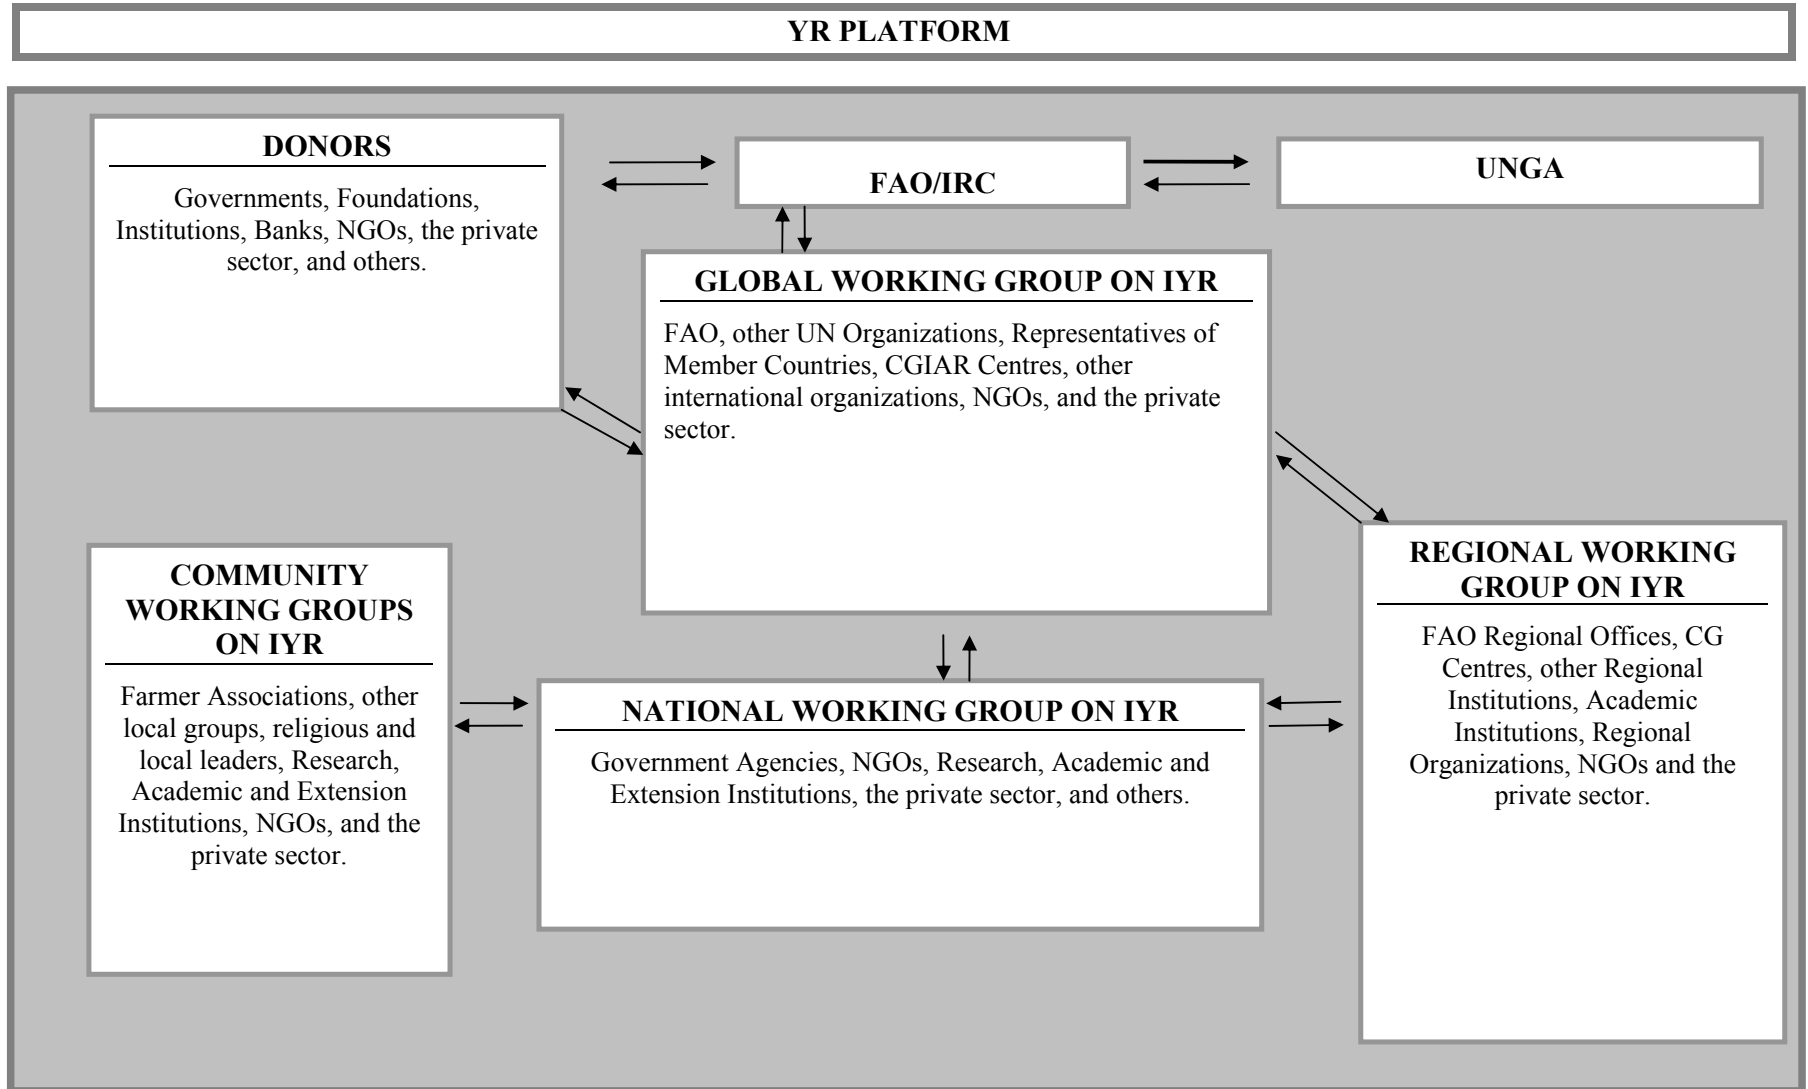 YR PLATFORM
DONORS
Governments, Foundations,
Institutions, Banks, NGOs, the private
sector, and others.
FAO/IRC
UNGA
GLOBAL WORKING GROUP ON IYR
FAO, other UN Organizations, Representatives of
Member Countries, CGIAR Centres, other
international organizations, NGOs, and the private
sector.
COMMUNITY
WORKING GROUPS
ON IYR
Farmer Associations, other
local groups, religious and
local leaders, Research,
Academic and Extension
Institutions, NGOs, and the
private sector.
NATIONAL WORKING GROUP ON IYR
Government Agencies, NGOs, Research, Academic and
Extension Institutions, the private sector, and others.
REGIONAL WORKING
GROUP ON IYR
FAO Regional Offices, CG
Centres, other Regional
Institutions, Academic
Institutions, Regional
Organizations, NGOs and the
private sector.